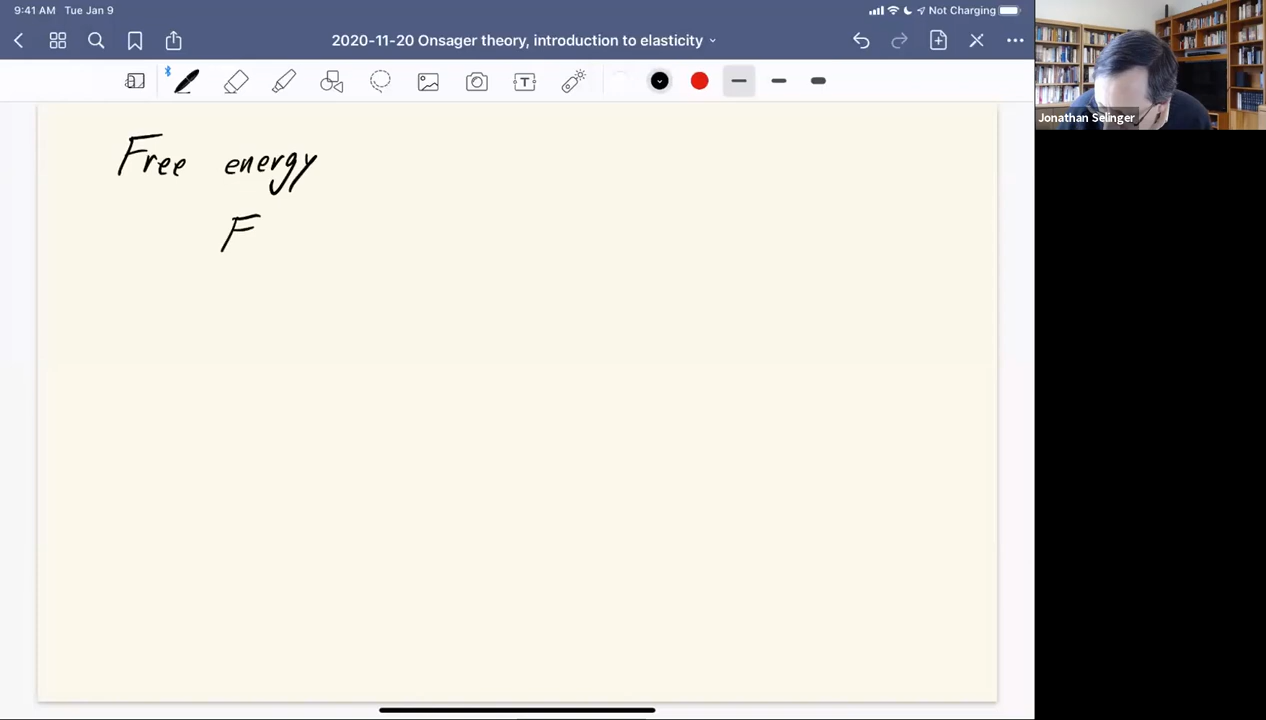 9:41 AM Tue Jan 9
Not Charging
2020-11-20 Onsager theory, introduction to elasticity
T
Jonathan Selinger
Free energy
F